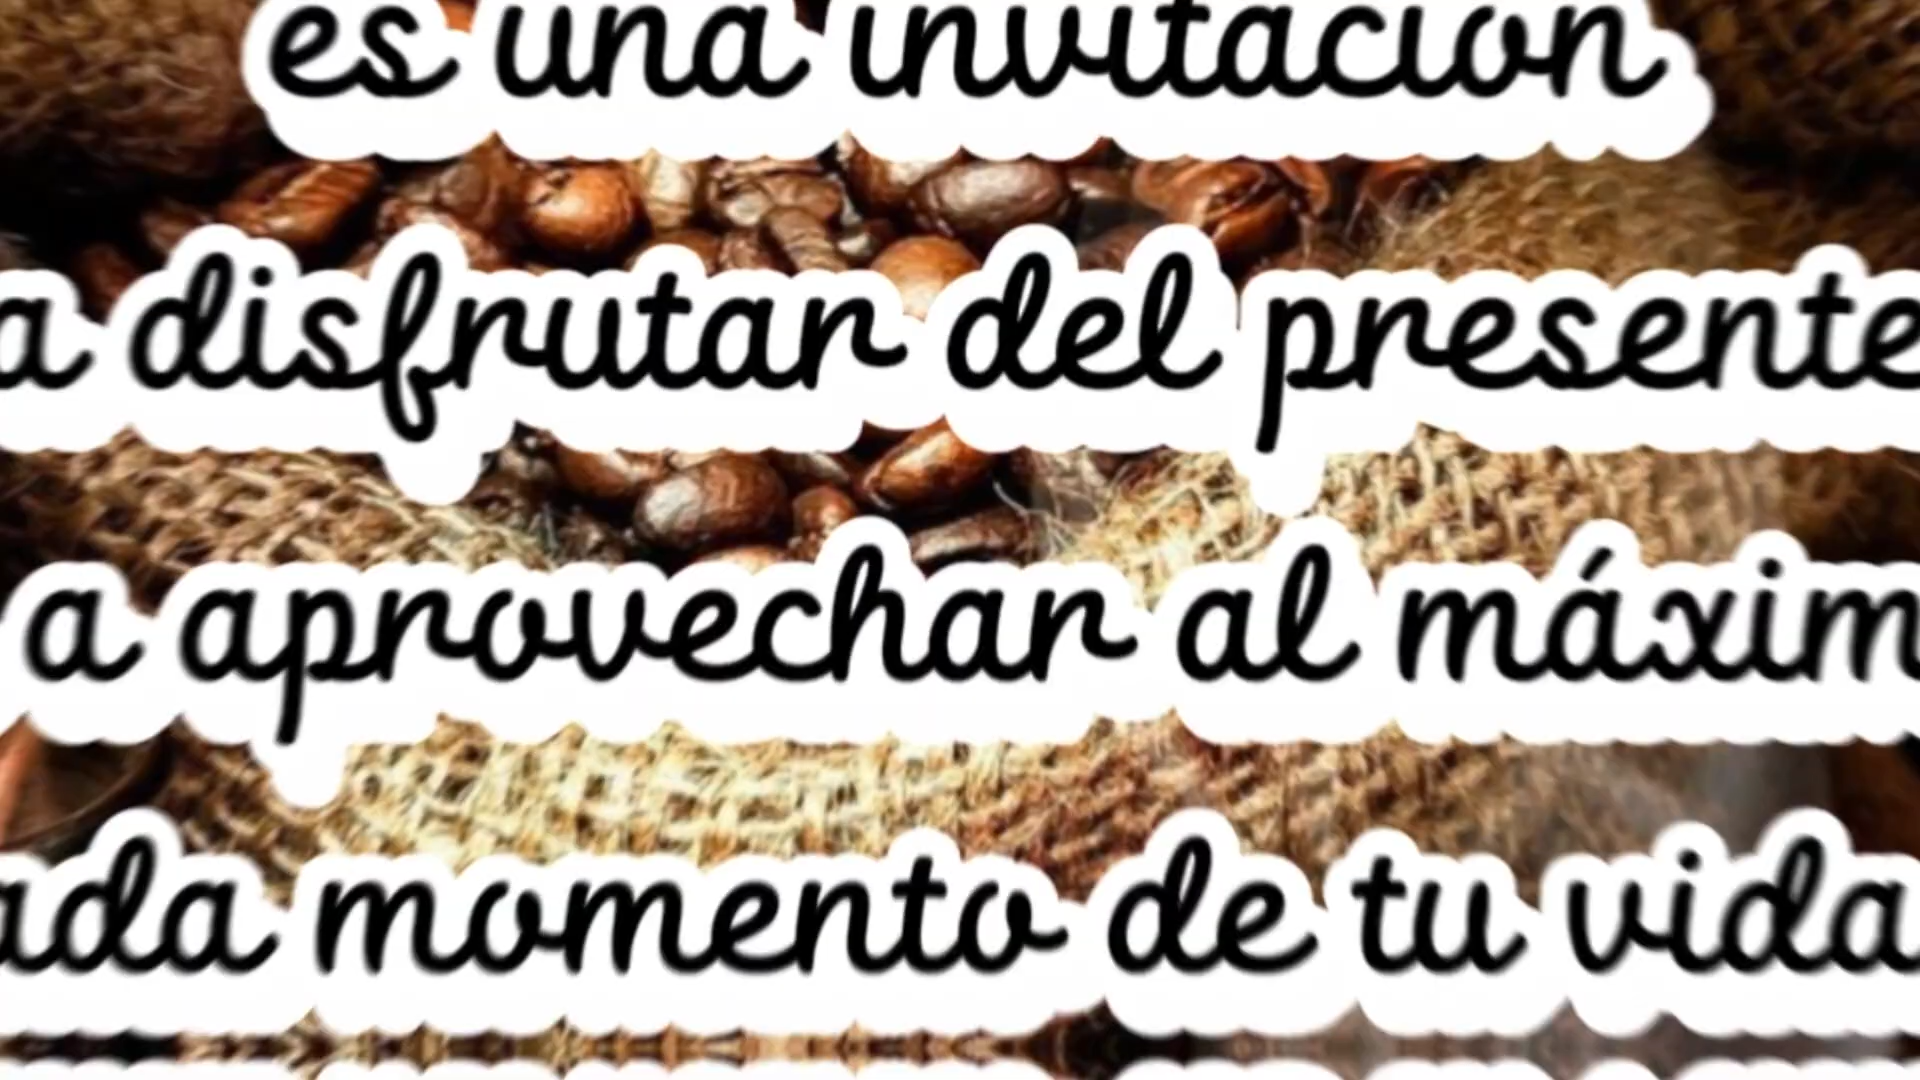 es una invitación
a disfrutar del presente
a aprovechar al máxim
ada momento de tu vida